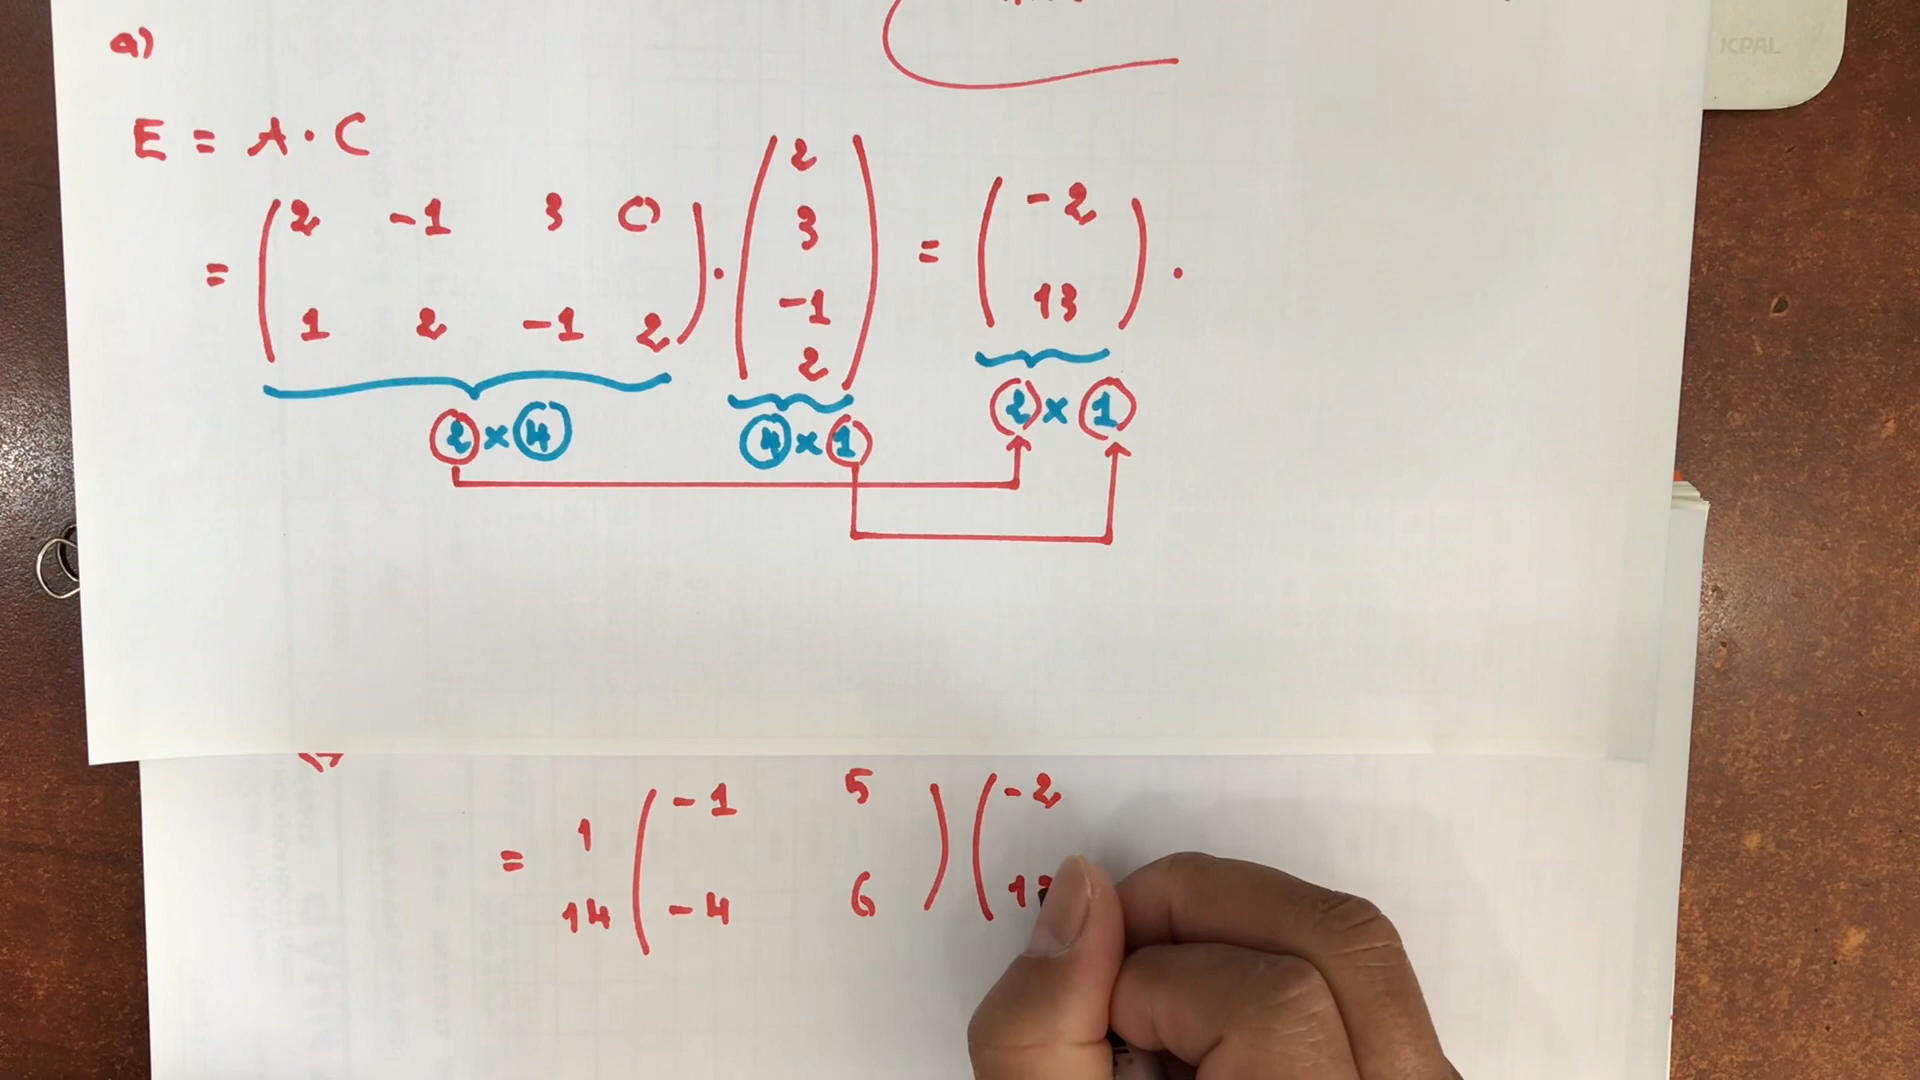 JCPAL
a)
E = A · C
= ( 2 -1 3 0 ) · ( 2 ) = ( -2 ) .
( 1 2 -1 2 ) ( 3 ) ( 13 )
( -1 )
( 2 )
2 × 4 4 × 1 2 × 1
= 1 ( -1 5 ) ( -2
14 ( -4 6 ) ( 1